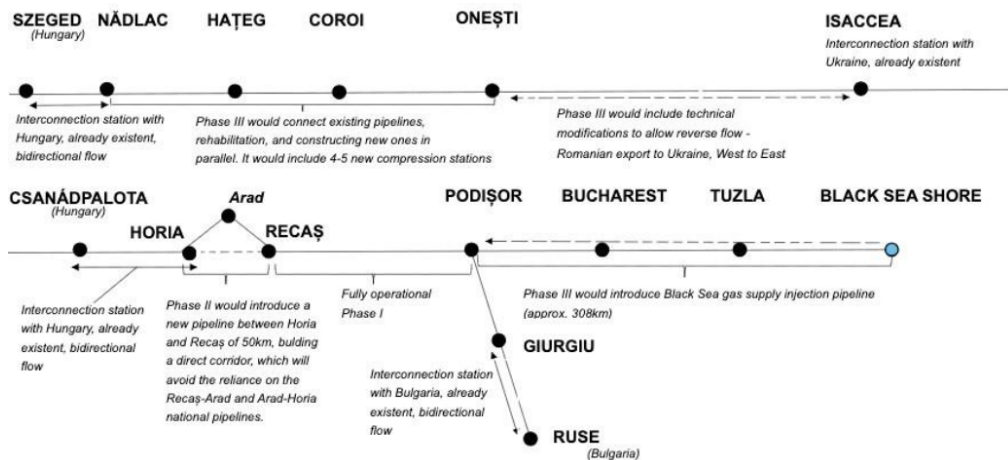 SZEGED
(Hungary)
NĂDLAC
HAȚEG
COROI
ONEȘTI
ISACCEA
Interconnection station with
Ukraine, already existent
Interconnection station with
Hungary, already existent,
bidirectional flow
Phase III would connect existing pipelines,
rehabilitation, and constructing new ones in
parallel. It would include 4-5 new compression stations
Phase III would include technical
modifications to allow reverse flow -
Romanian export to Ukraine, West to East
CSANÁDPALOTA
(Hungary)
HORIA
Arad
RECAȘ
PODIȘOR
BUCHAREST
TUZLA
BLACK SEA SHORE
Interconnection station
with Hungary, already
existent, bidirectional
flow
Phase II would introduce a
new pipeline between Horia
and Recaș of 50km, bulding
a direct corridor, which will
avoid the reliance on the
Recaș-Arad and Arad-Horia
national pipelines.
Fully operational
Phase I
Phase III would introduce Black Sea gas supply injection pipeline
(approx. 308km)
GIURGIU
Interconnection station
with Bulgaria, already
existent, bidirectional
flow
RUSE
(Bulgaria)